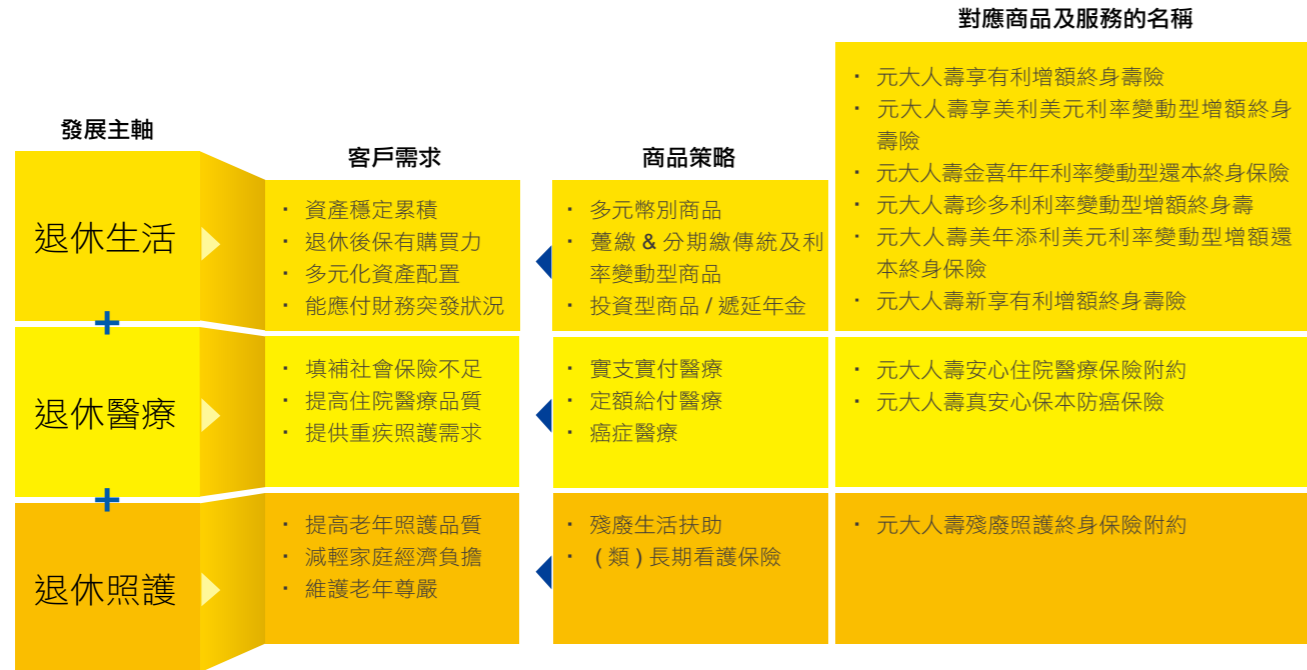 對應商品及服務的名稱
發展主軸
客戶需求
商品策略
退休生活
· 資產穩定累積
· 退休後保有購買力
· 多元化資產配置
· 能應付財務突發狀況
· 多元幣別商品
· 躉繳 & 分期繳傳統及利
率變動型商品
· 投資型商品 / 遞延年金
· 元大人壽享有利增額終身壽險
· 元大人壽享美利美元利率變動型增額終身
壽險
· 元大人壽金喜年年利率變動型還本終身保險
· 元大人壽珍多利利率變動型增額終身壽
· 元大人壽美年添利美元利率變動型增額還
本終身保險
· 元大人壽新享有利增額終身壽險
+
退休醫療
· 填補社會保險不足
· 提高住院醫療品質
· 提供重疾照護需求
· 實支實付醫療
· 定額給付醫療
· 癌症醫療
· 元大人壽安心住院醫療保險附約
· 元大人壽真安心保本防癌保險
+
退休照護
· 提高老年照護品質
· 減輕家庭經濟負擔
· 維護老年尊嚴
· 殘廢生活扶助
· ( 類 ) 長期看護保險
· 元大人壽殘廢照護終身保險附約